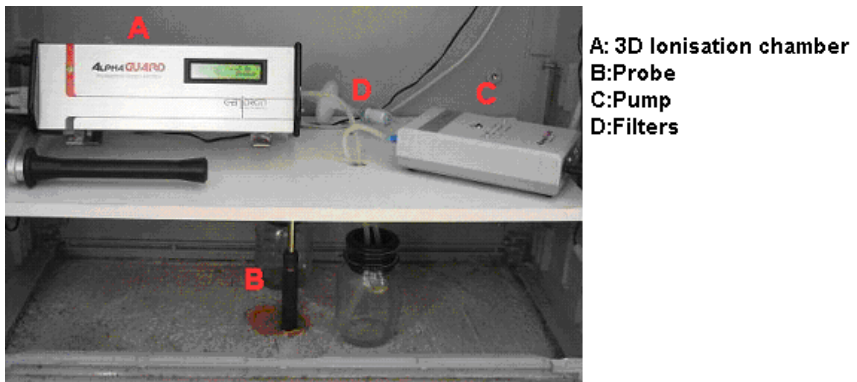 A
ALPHAGUARD
D
C
B
A: 3D Ionisation chamber
B:Probe
C:Pump
D:Filters